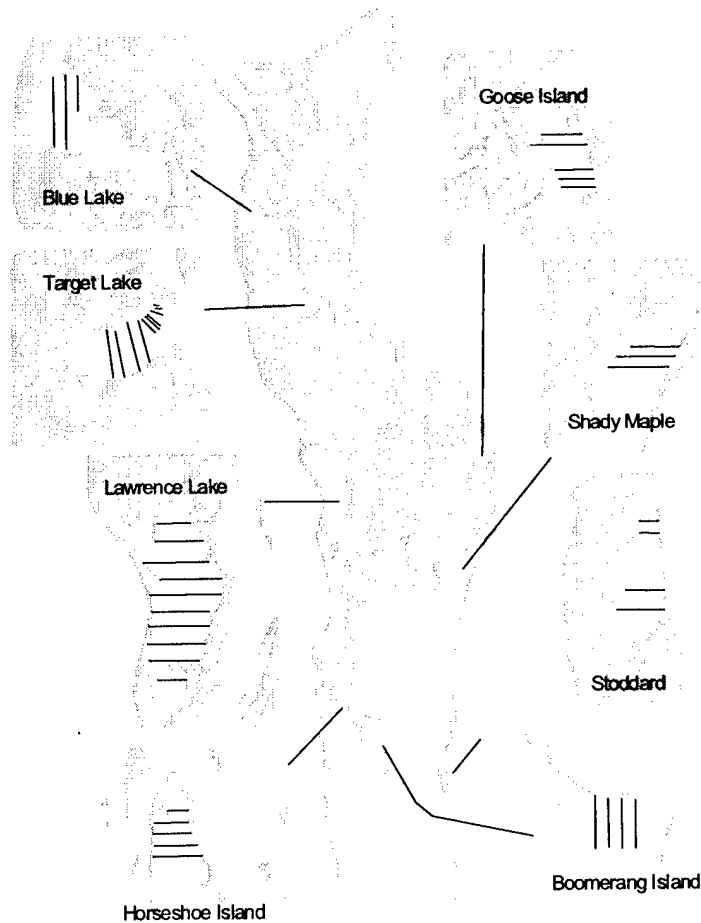 Goose Island
Blue Lake
Target Lake
Shady Maple
Lawrence Lake
Stoddard
Boomerang Island
Horseshoe Island